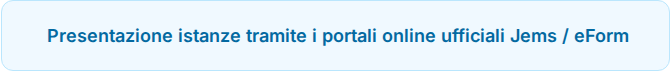 Presentazione istanze tramite i portali online ufficiali Jems / eForm